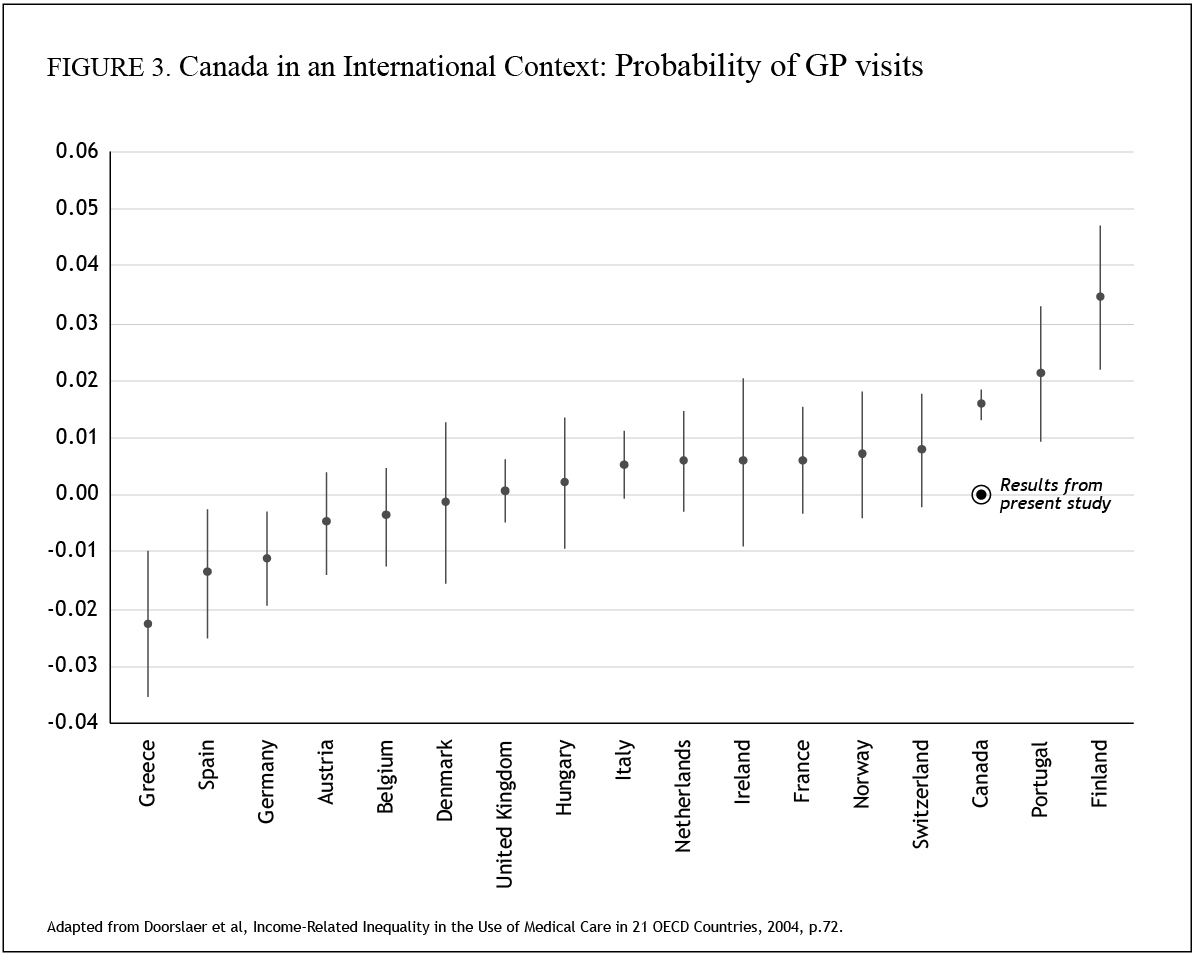 FIGURE 3. Canada in an International Context: Probability of GP visits
0.06
0.05
0.04
0.03
0.02
0.01
0.00
-0.01
-0.02
-0.03
-0.04
Results from
present study
Greece
Spain
Germany
Austria
Belgium
Denmark
United Kingdom
Hungary
Italy
Netherlands
Ireland
France
Norway
Switzerland
Canada
Portugal
Finland
Adapted from Doorslaer et al, Income-Related Inequality in the Use of Medical Care in 21 OECD Countries, 2004, p.72.